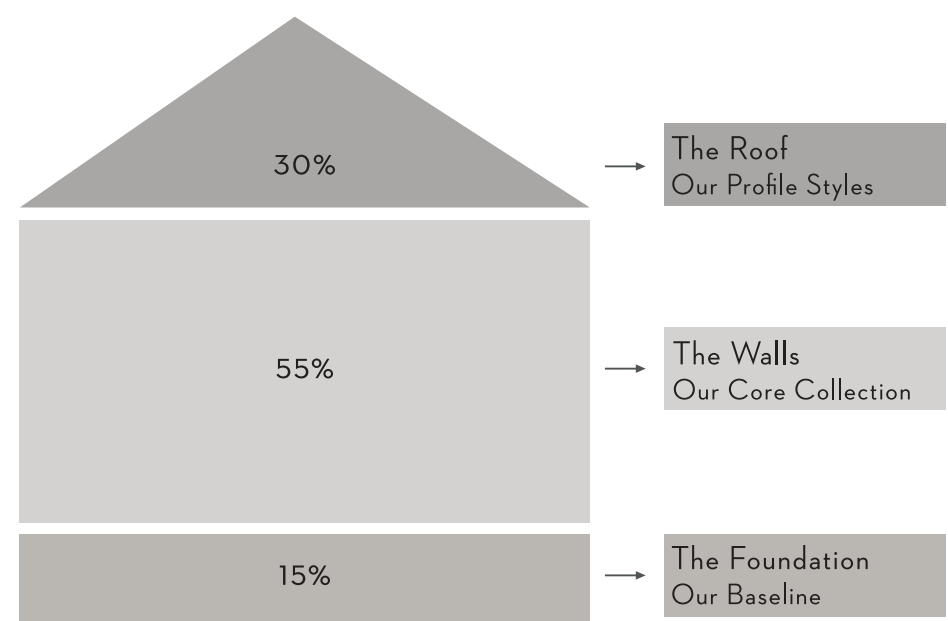 30%
The Roof
Our Profile Styles
55%
The Walls
Our Core Collection
15%
The Foundation
Our Baseline